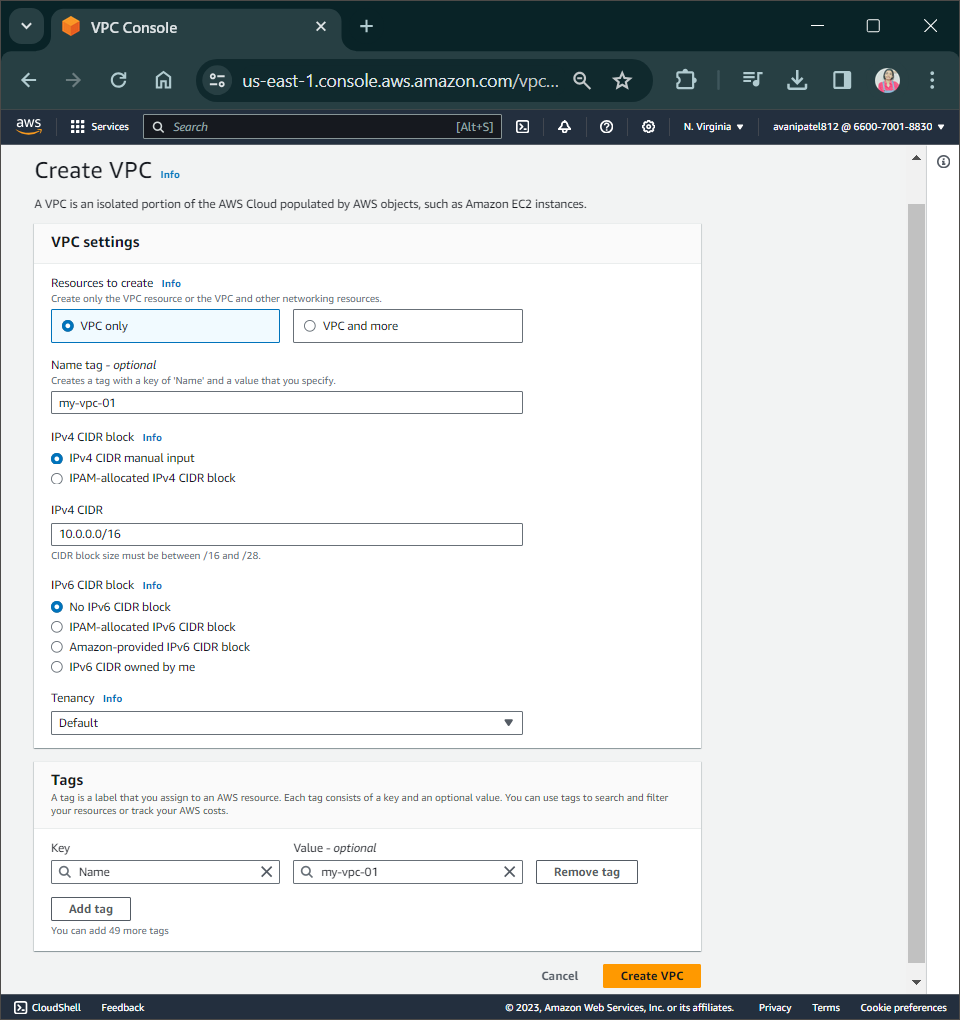 VPC Console
us-east-1.console.aws.amazon.com/vpc...
aws Services Search [Alt+S] N. Virginia avanipatel812 @ 6600-7001-8830
Create VPC Info
A VPC is an isolated portion of the AWS Cloud populated by AWS objects, such as Amazon EC2 instances.
VPC settings
Resources to create Info
Create only the VPC resource or the VPC and other networking resources.
VPC only VPC and more
Name tag - optional
Creates a tag with a key of 'Name' and a value that you specify.
my-vpc-01
IPv4 CIDR block Info
IPv4 CIDR manual input
IPAM-allocated IPv4 CIDR block
IPv4 CIDR
10.0.0.0/16
CIDR block size must be between /16 and /28.
IPv6 CIDR block Info
No IPv6 CIDR block
IPAM-allocated IPv6 CIDR block
Amazon-provided IPv6 CIDR block
IPv6 CIDR owned by me
Tenancy Info
Default
Tags
A tag is a label that you assign to an AWS resource. Each tag consists of a key and an optional value. You can use tags to search and filter
your resources or track your AWS costs.
Key Value - optional
Name my-vpc-01 Remove tag
Add tag
You can add 49 more tags
Cancel Create VPC
CloudShell Feedback © 2023, Amazon Web Services, Inc. or its affiliates. Privacy Terms Cookie preferences